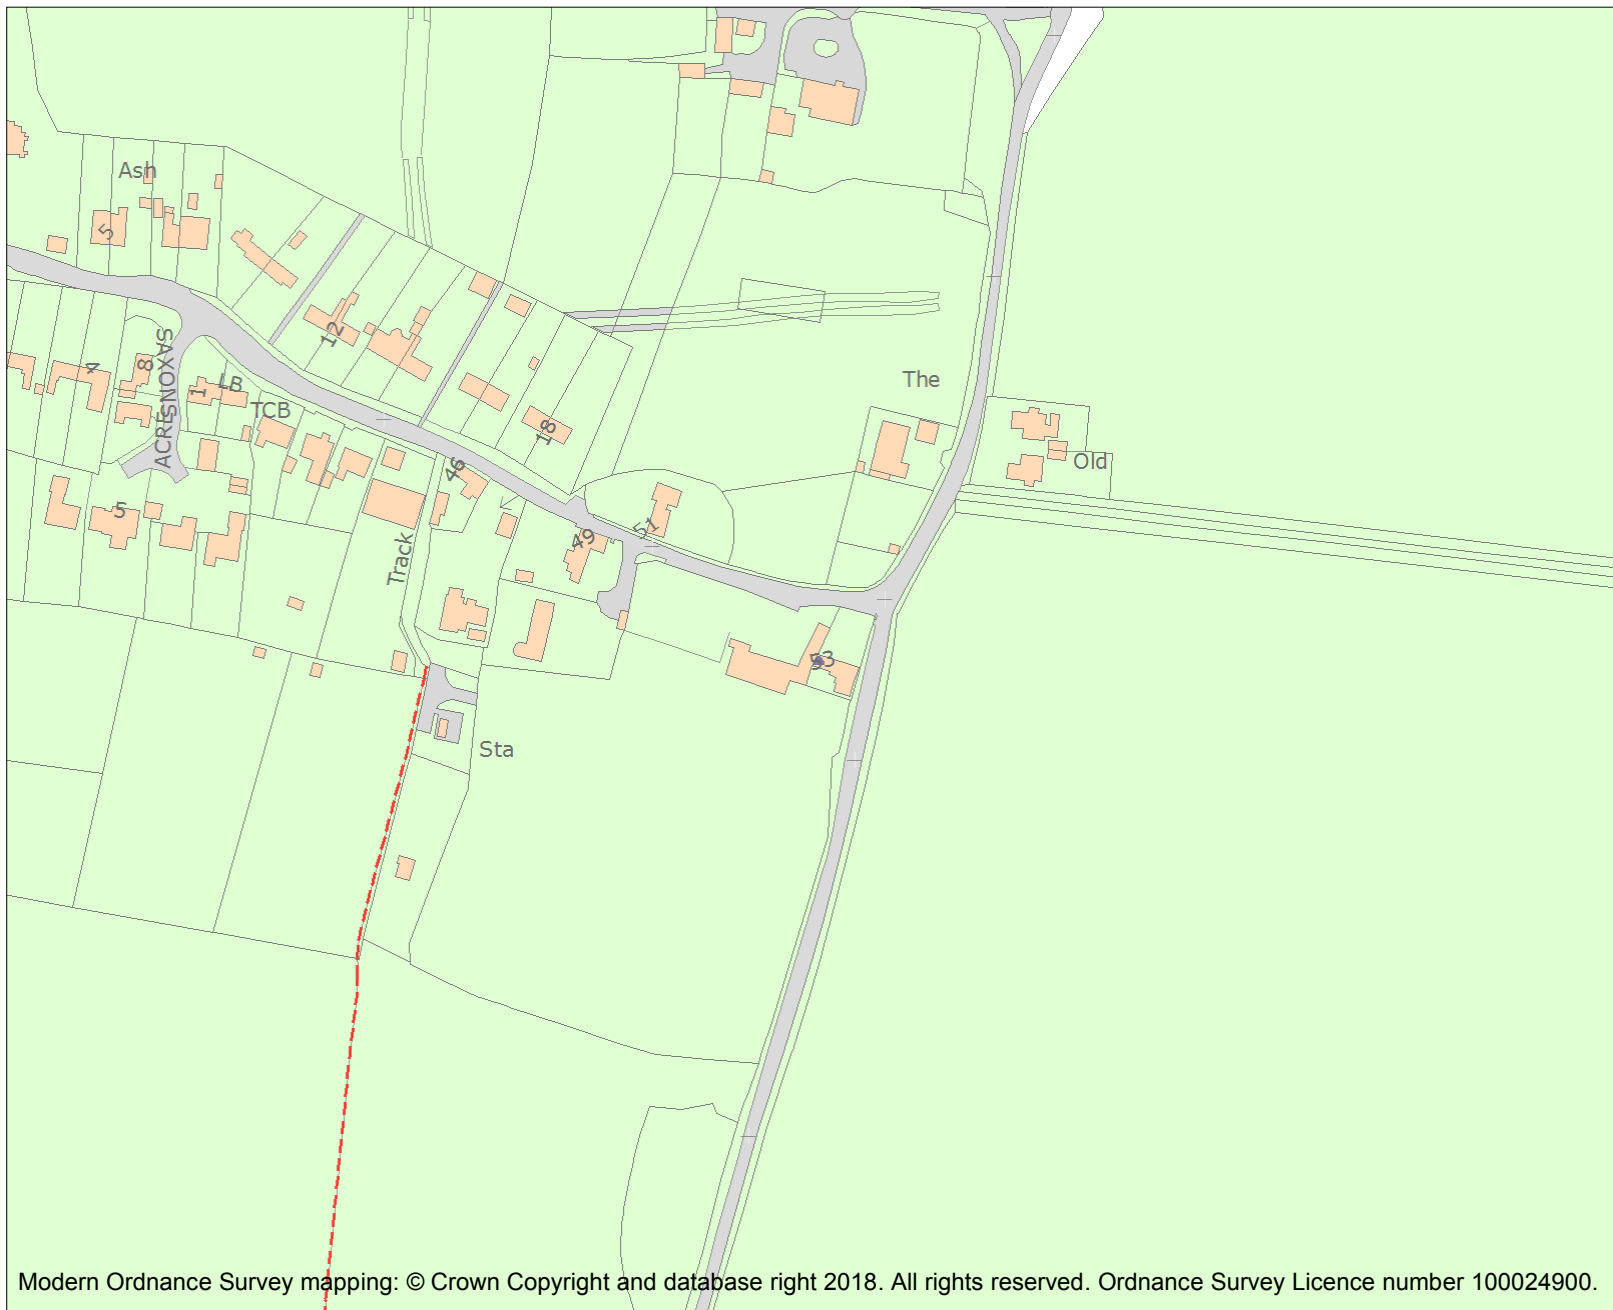 Ash
5
12
The
4
8
SAXONS
ACRE
1
LB
TCB
18
46
Old
5
51
49
Track
53
Sta
Modern Ordnance Survey mapping: © Crown Copyright and database right 2018. All rights reserved. Ordnance Survey Licence number 100024900.